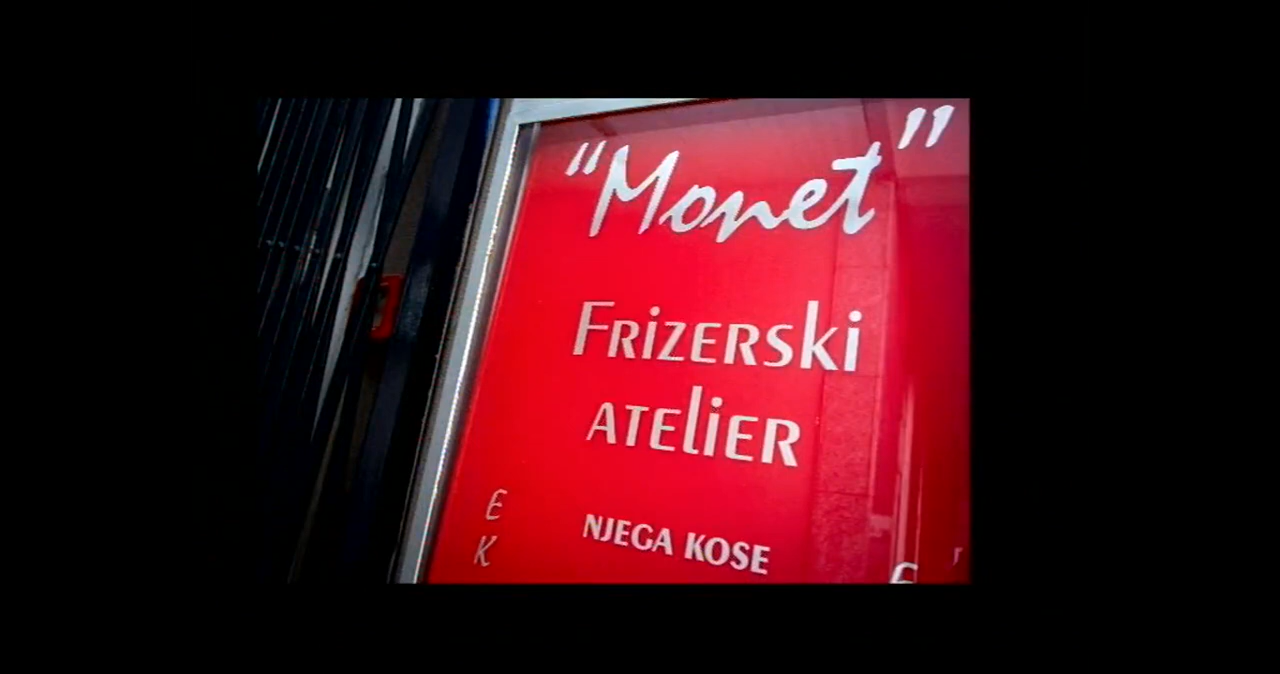 "Monet"
Frizerski
atelier
NJEGA KOSE
E
K